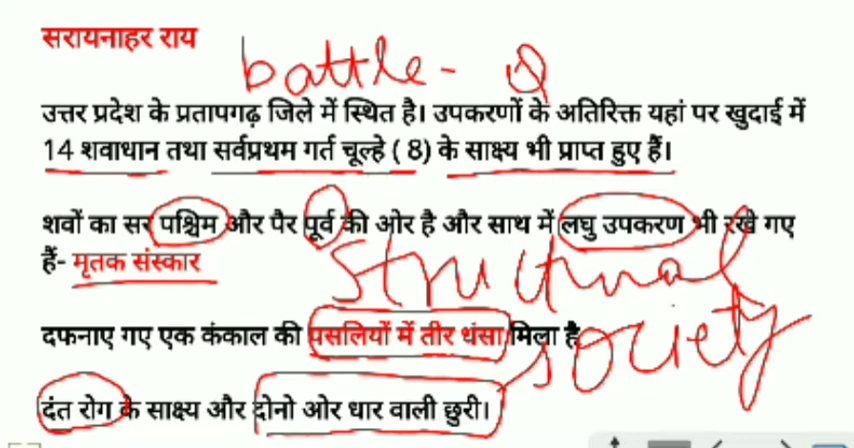 सरायनाहर राय
battle -
उत्तर प्रदेश के प्रतापगढ़ जिले में स्थित है। उपकरणों के अतिरिक्त यहां पर खुदाई में
14 शवाधान तथा सर्वप्रथम गर्त चूल्हे ( 8) के साक्ष्य भी प्राप्त हुए हैं।
शवों का सर पश्चिम और पैर पूर्व की ओर है और साथ में लघु उपकरण भी रखे गए
हैं- मृतक संस्कार
structural
दफनाए गए एक कंकाल की पसलियों में तीर धंसा मिला है
society
दंत रोग के साक्ष्य और दोनो ओर धार वाली छुरी।